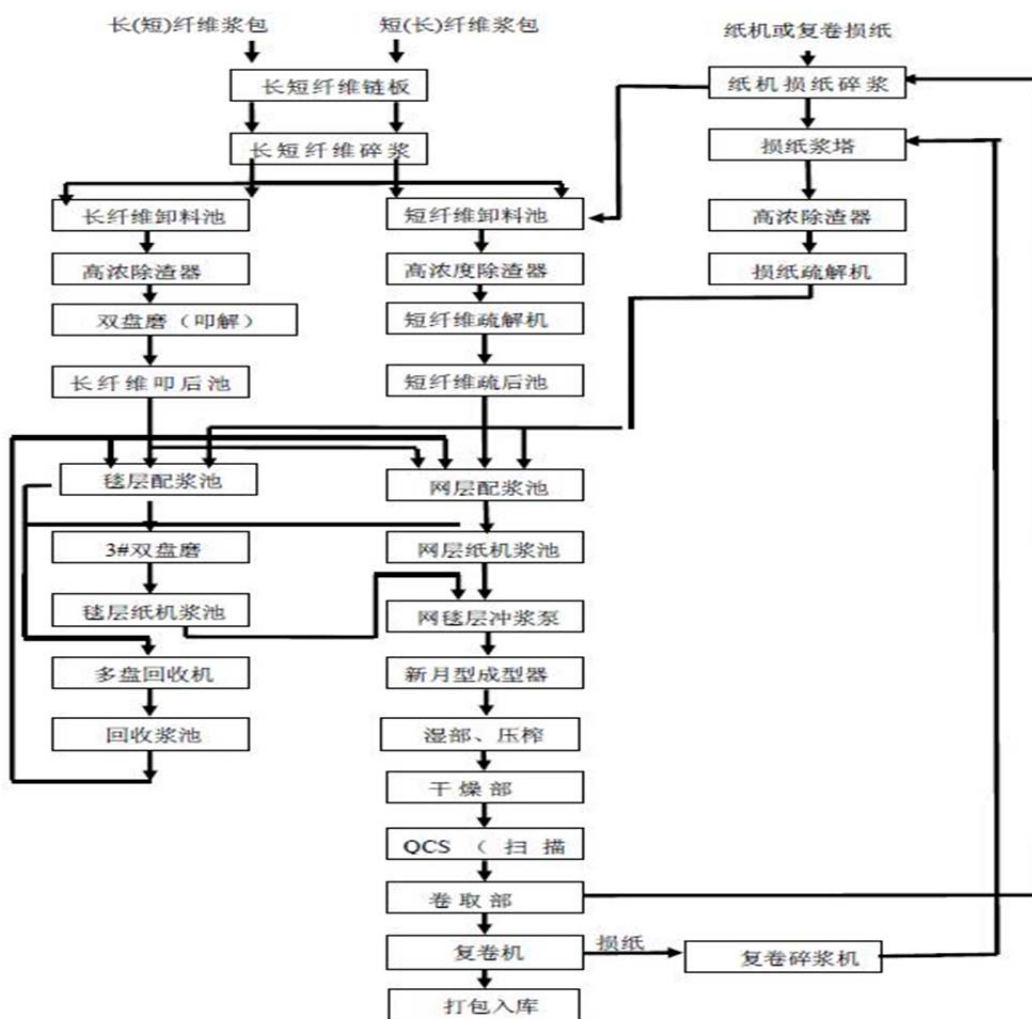 长(短)纤维浆包
短(长)纤维浆包
纸机或复卷损纸
长短纤维链板
纸机损纸碎浆
长短纤维碎浆
损纸浆塔
长纤维卸料池
短纤维卸料池
高浓除渣器
高浓除渣器
高浓度除渣器
损纸疏解机
双盘磨（叩解）
短纤维疏解机
长纤维叩后池
短纤维疏后池
毯层配浆池
网层配浆池
3#双盘磨
网层纸机浆池
毯层纸机浆池
网毯层冲浆泵
多盘回收机
新月型成型器
回收浆池
湿部、压榨
干燥部
QCS（扫描
卷取部
复卷机
损纸
复卷碎浆机
打包入库